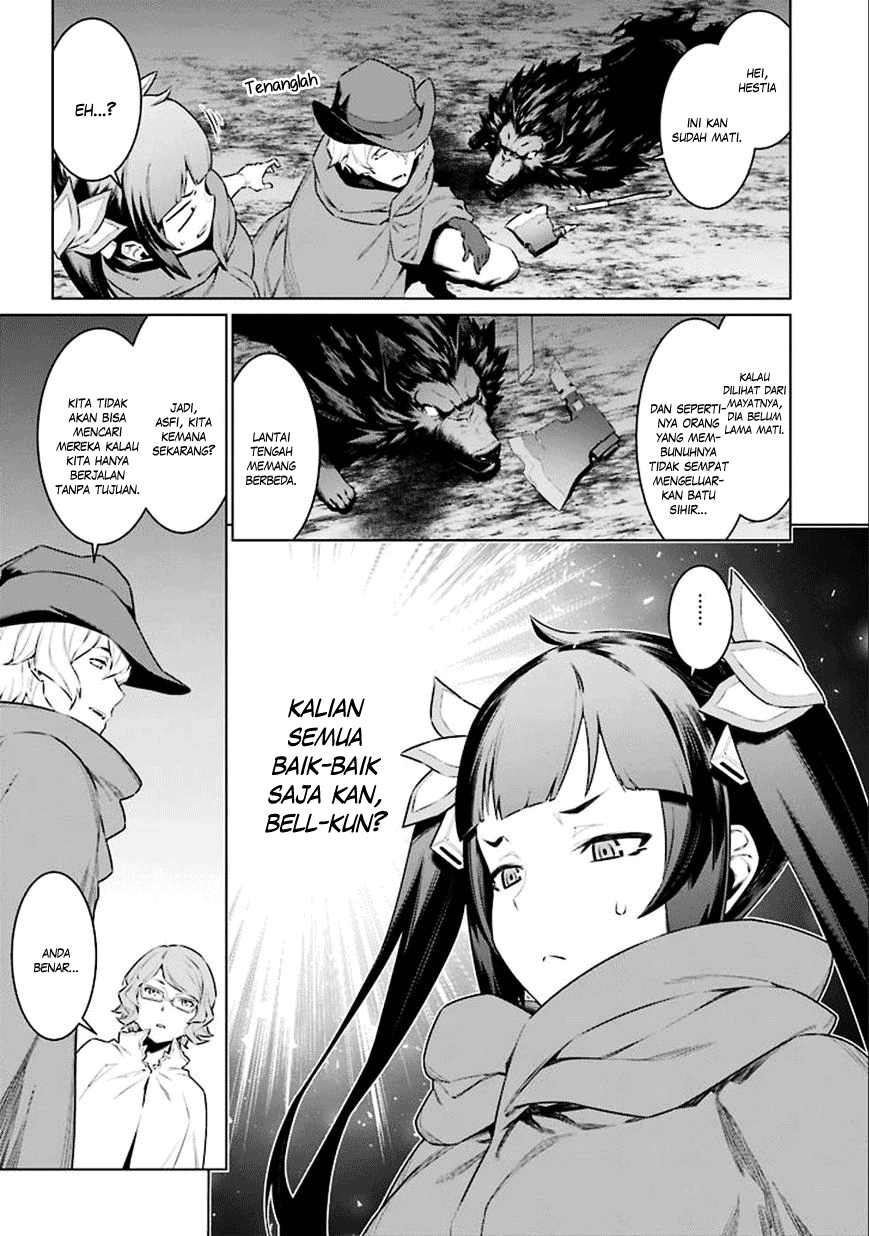 HEI,
HESTIA
INI KAN
SUDAH MATI.
Tenanglah
EH...?
KALAU
DILIHAT DARI
MAYATNYA,
DIA BELUM
LAMA MATI.
DAN SEPERTI-
NYA ORANG
YANG MEM-
BUNUHNYA
TIDAK SEMPAT
MENGELUAR-
KAN BATU
SIHIR...
LANTAI
TENGAH
MEMANG
BERBEDA.
JADI,
ASFI, KITA
KEMANA
SEKARANG?
KITA TIDAK
AKAN BISA
MENCARI
MEREKA KALAU
KITA HANYA
BERJALAN
TANPA TUJUAN.
......
KALIAN
SEMUA
BAIK-BAIK
SAJA KAN,
BELL-KUN?
ANDA
BENAR...